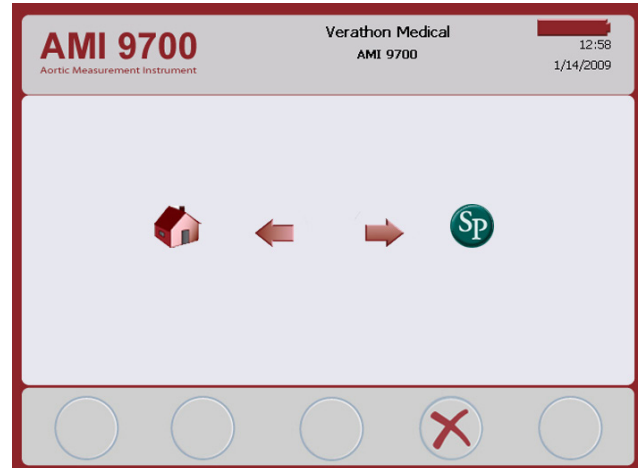 AMI 9700
Aortic Measurement Instrument
Verathon Medical
AMI 9700
12:58
1/14/2009
SP